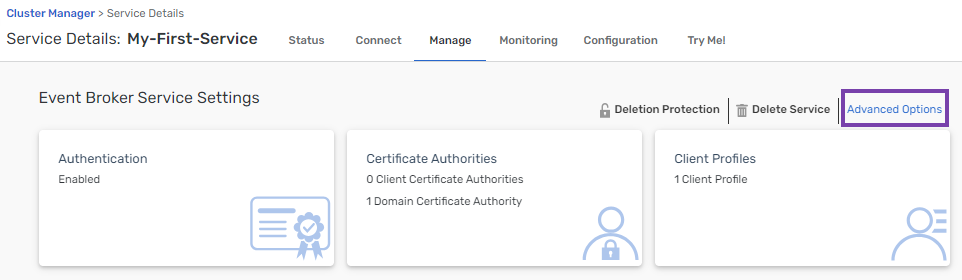 Cluster Manager > Service Details
Service Details: My-First-Service Status Connect Manage Monitoring Configuration Try Me!
Event Broker Service Settings
Deletion Protection Delete Service Advanced Options
Authentication
Enabled
Certificate Authorities
0 Client Certificate Authorities
1 Domain Certificate Authority
Client Profiles
1 Client Profile